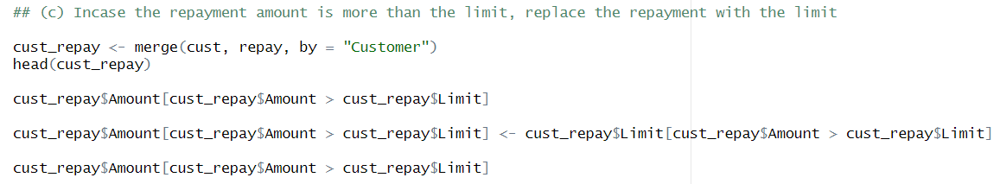 ## (c) Incase the repayment amount is more than the limit, replace the repayment with the limit
cust_repay <- merge(cust, repay, by = "Customer")
head(cust_repay)
cust_repay$Amount[cust_repay$Amount > cust_repay$Limit]
cust_repay$Amount[cust_repay$Amount > cust_repay$Limit] <- cust_repay$Limit[cust_repay$Amount > cust_repay$Limit]
cust_repay$Amount[cust_repay$Amount > cust_repay$Limit]